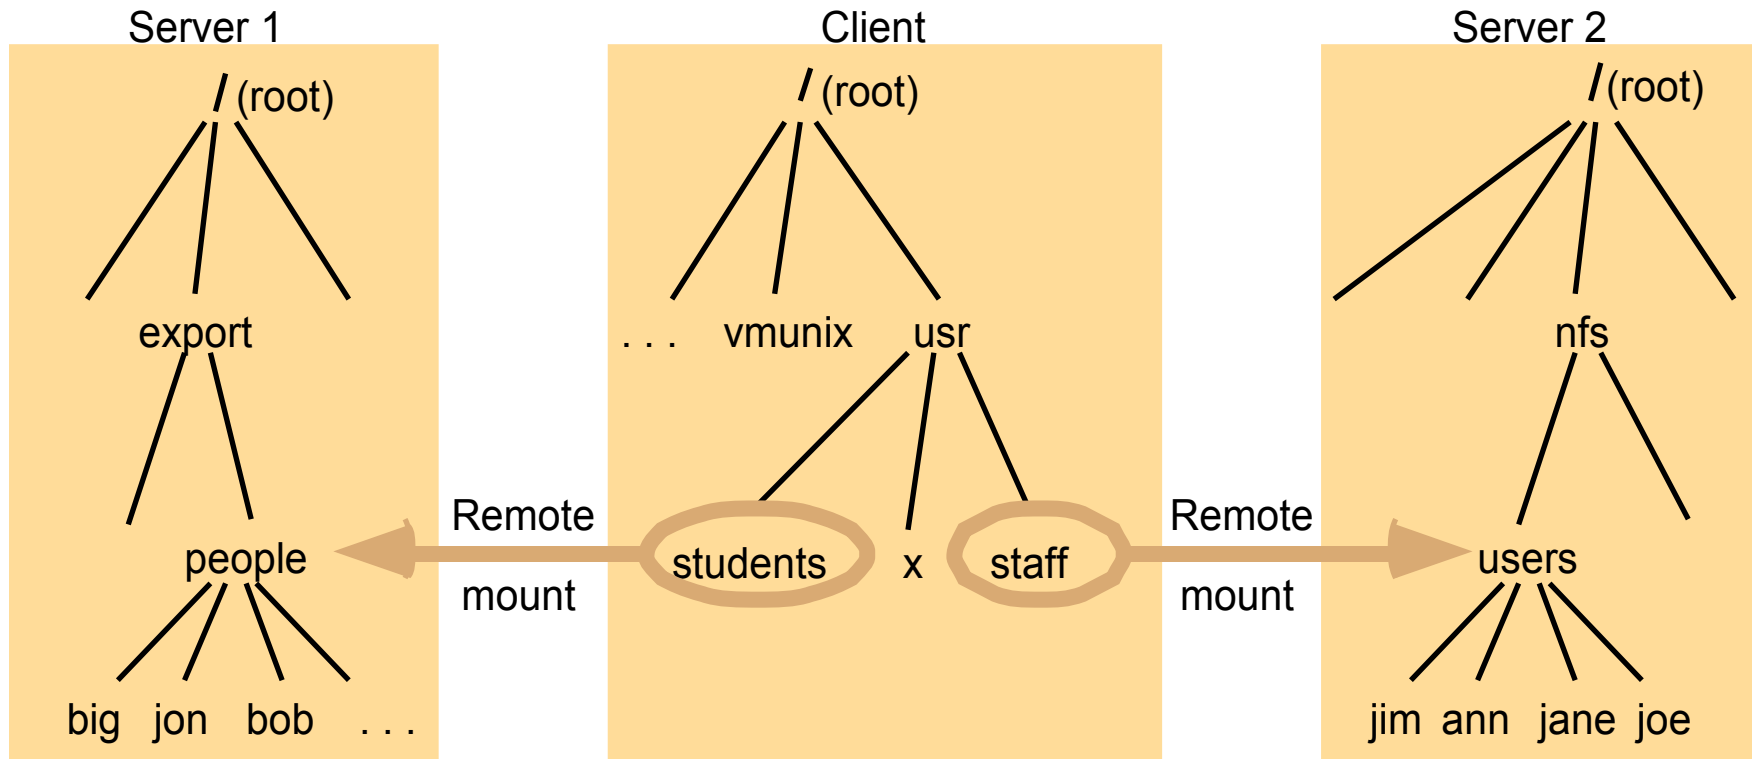 Server 1
Client
Server 2
/ (root)
/ (root)
/ (root)
export
. . . vmunix usr
nfs
Remote
mount
Remote
mount
people
students x staff
users
big jon bob . . .
jim ann jane joe